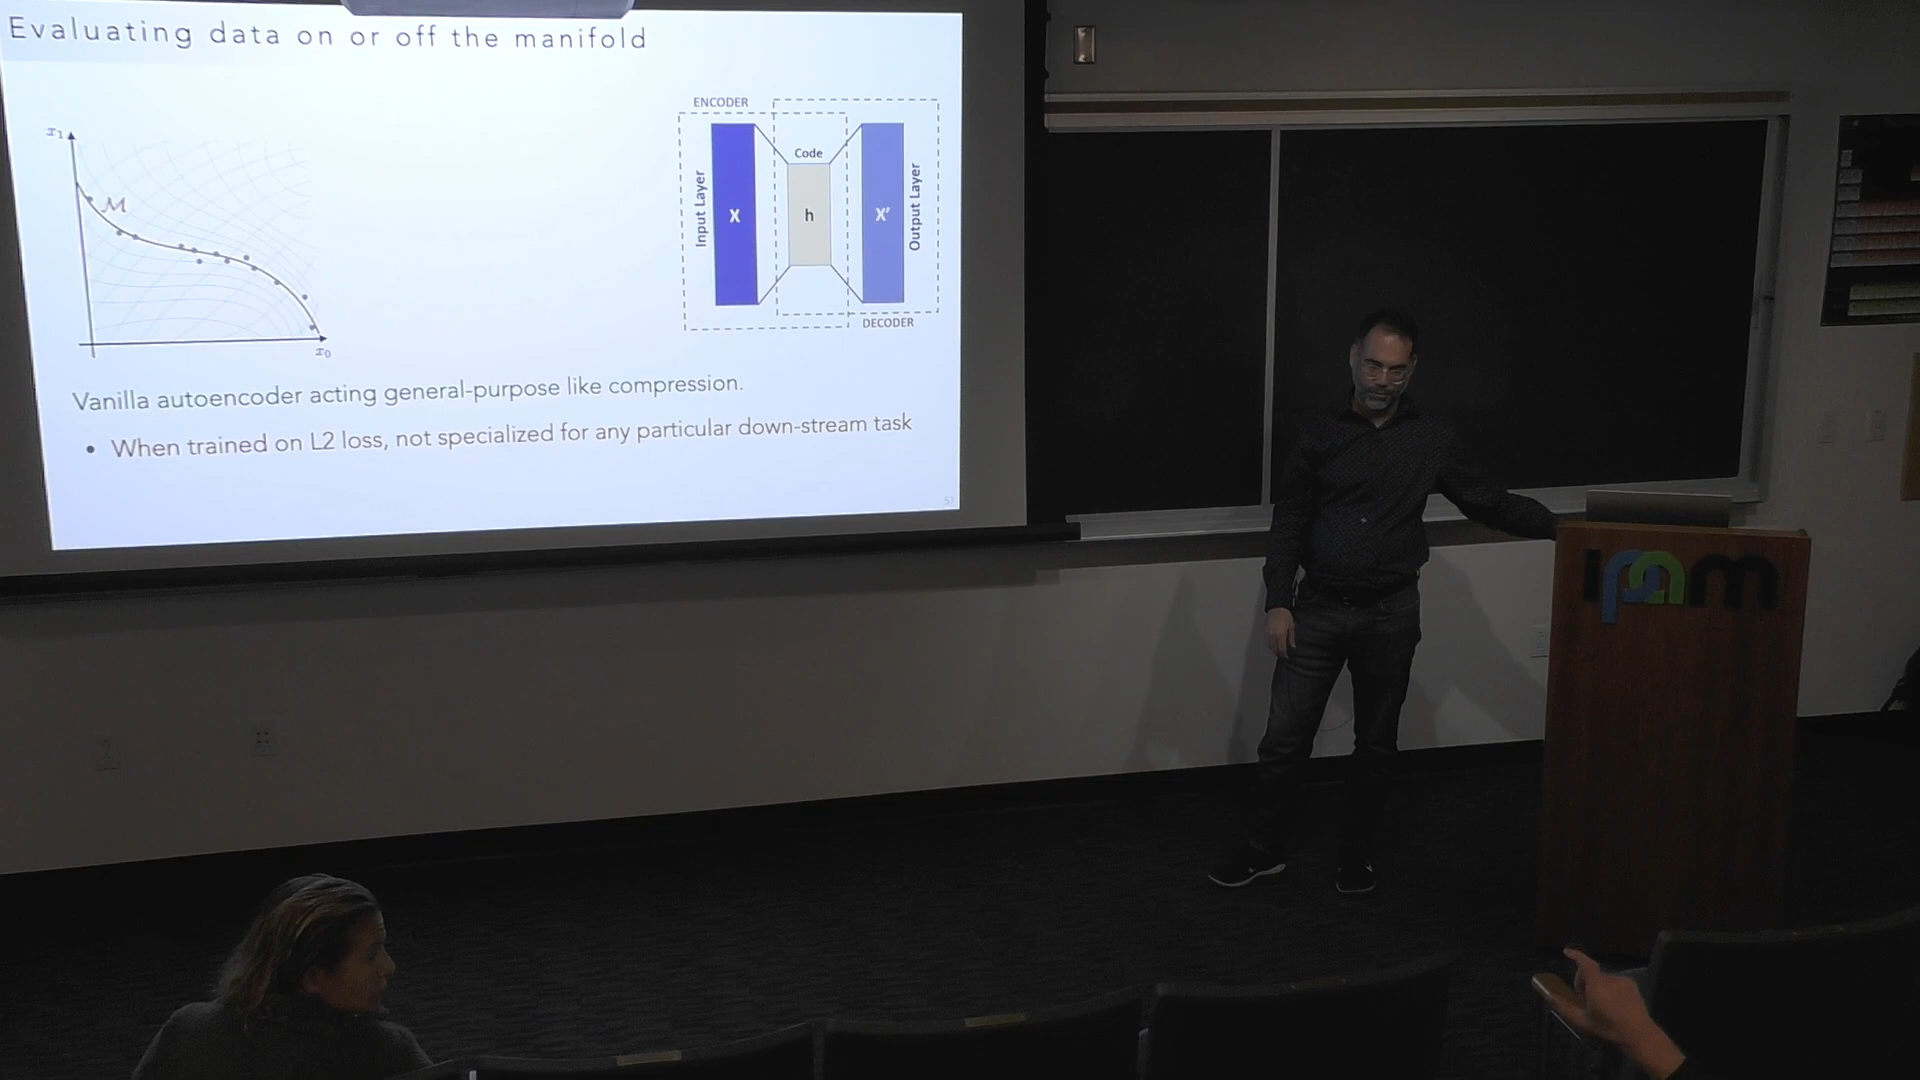 Evaluating data on or off the manifold
x1
M
x0
ENCODER
Input Layer
X
Code
h
X'
Output Layer
DECODER
Vanilla autoencoder acting general-purpose like compression.
• When trained on L2 loss, not specialized for any particular down-stream task
57
ipam